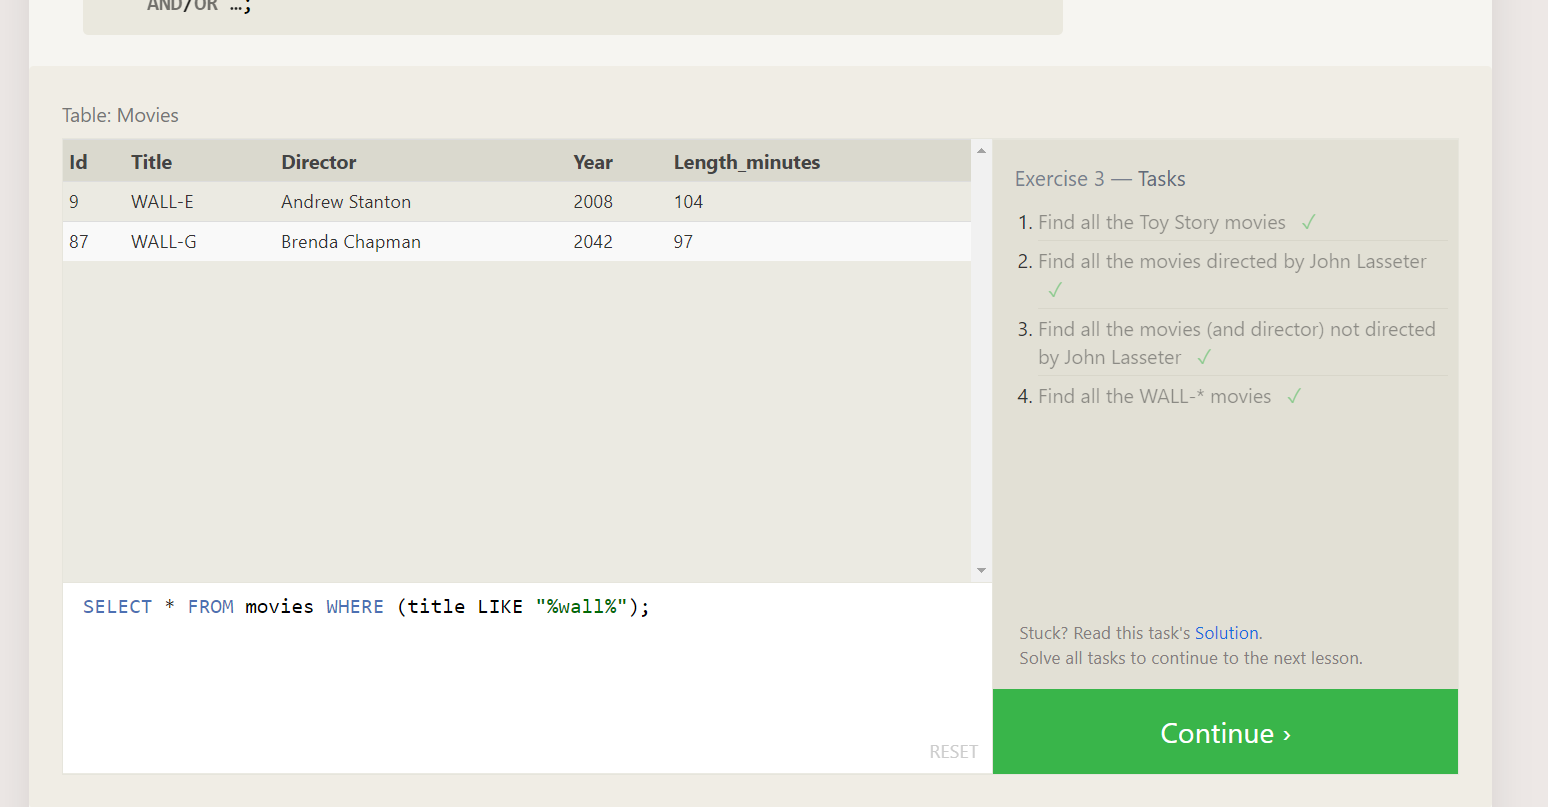 AND/OR …;
Table: Movies
Id Title Director Year Length_minutes
9 WALL-E Andrew Stanton 2008 104
87 WALL-G Brenda Chapman 2042 97
SELECT * FROM movies WHERE (title LIKE "%wall%");
RESET
Exercise 3 — Tasks
1. Find all the Toy Story movies ✓
2. Find all the movies directed by John Lasseter
✓
3. Find all the movies (and director) not directed
by John Lasseter ✓
4. Find all the WALL-* movies ✓
Stuck? Read this task's Solution.
Solve all tasks to continue to the next lesson.
Continue ›